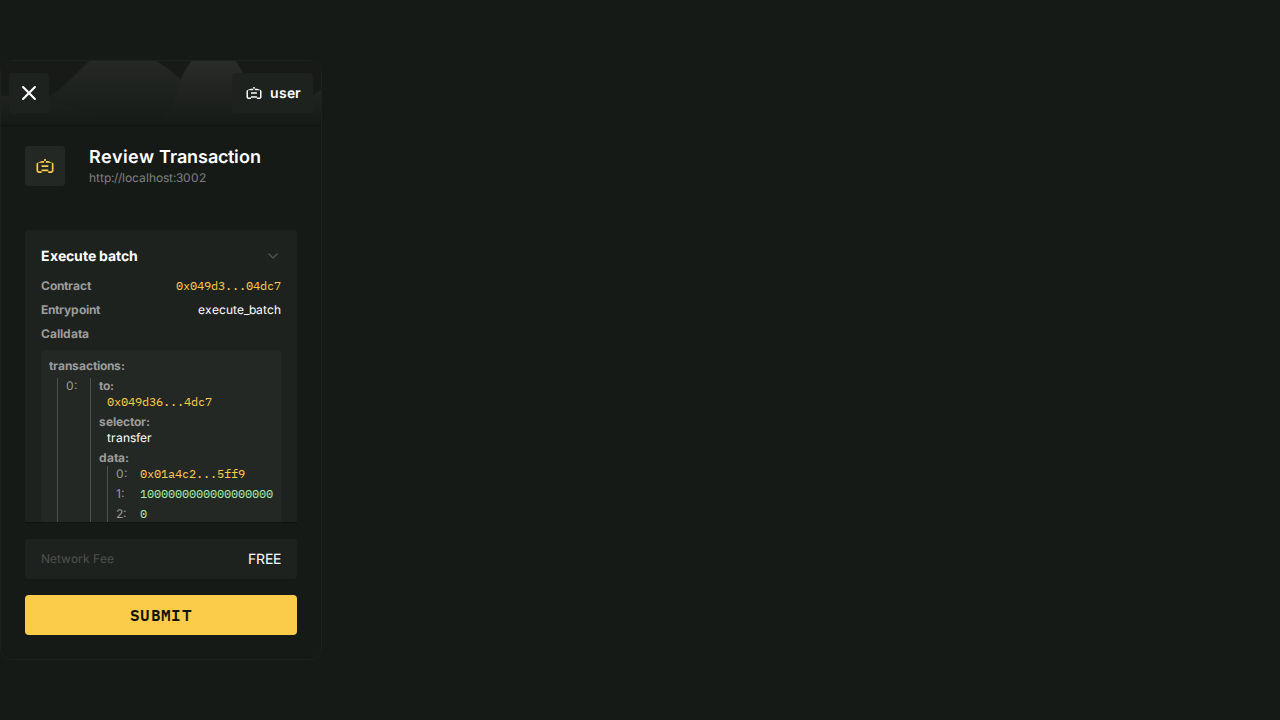 user
Review Transaction
http://localhost:3002
Execute batch
Contract 0x049d3...04dc7
Entrypoint execute_batch
Calldata
transactions:
0: to:
0x049d36...4dc7
selector:
transfer
data:
0: 0x01a4c2...5ff9
1: 1000000000000000000
2: 0
Network Fee FREE
SUBMIT